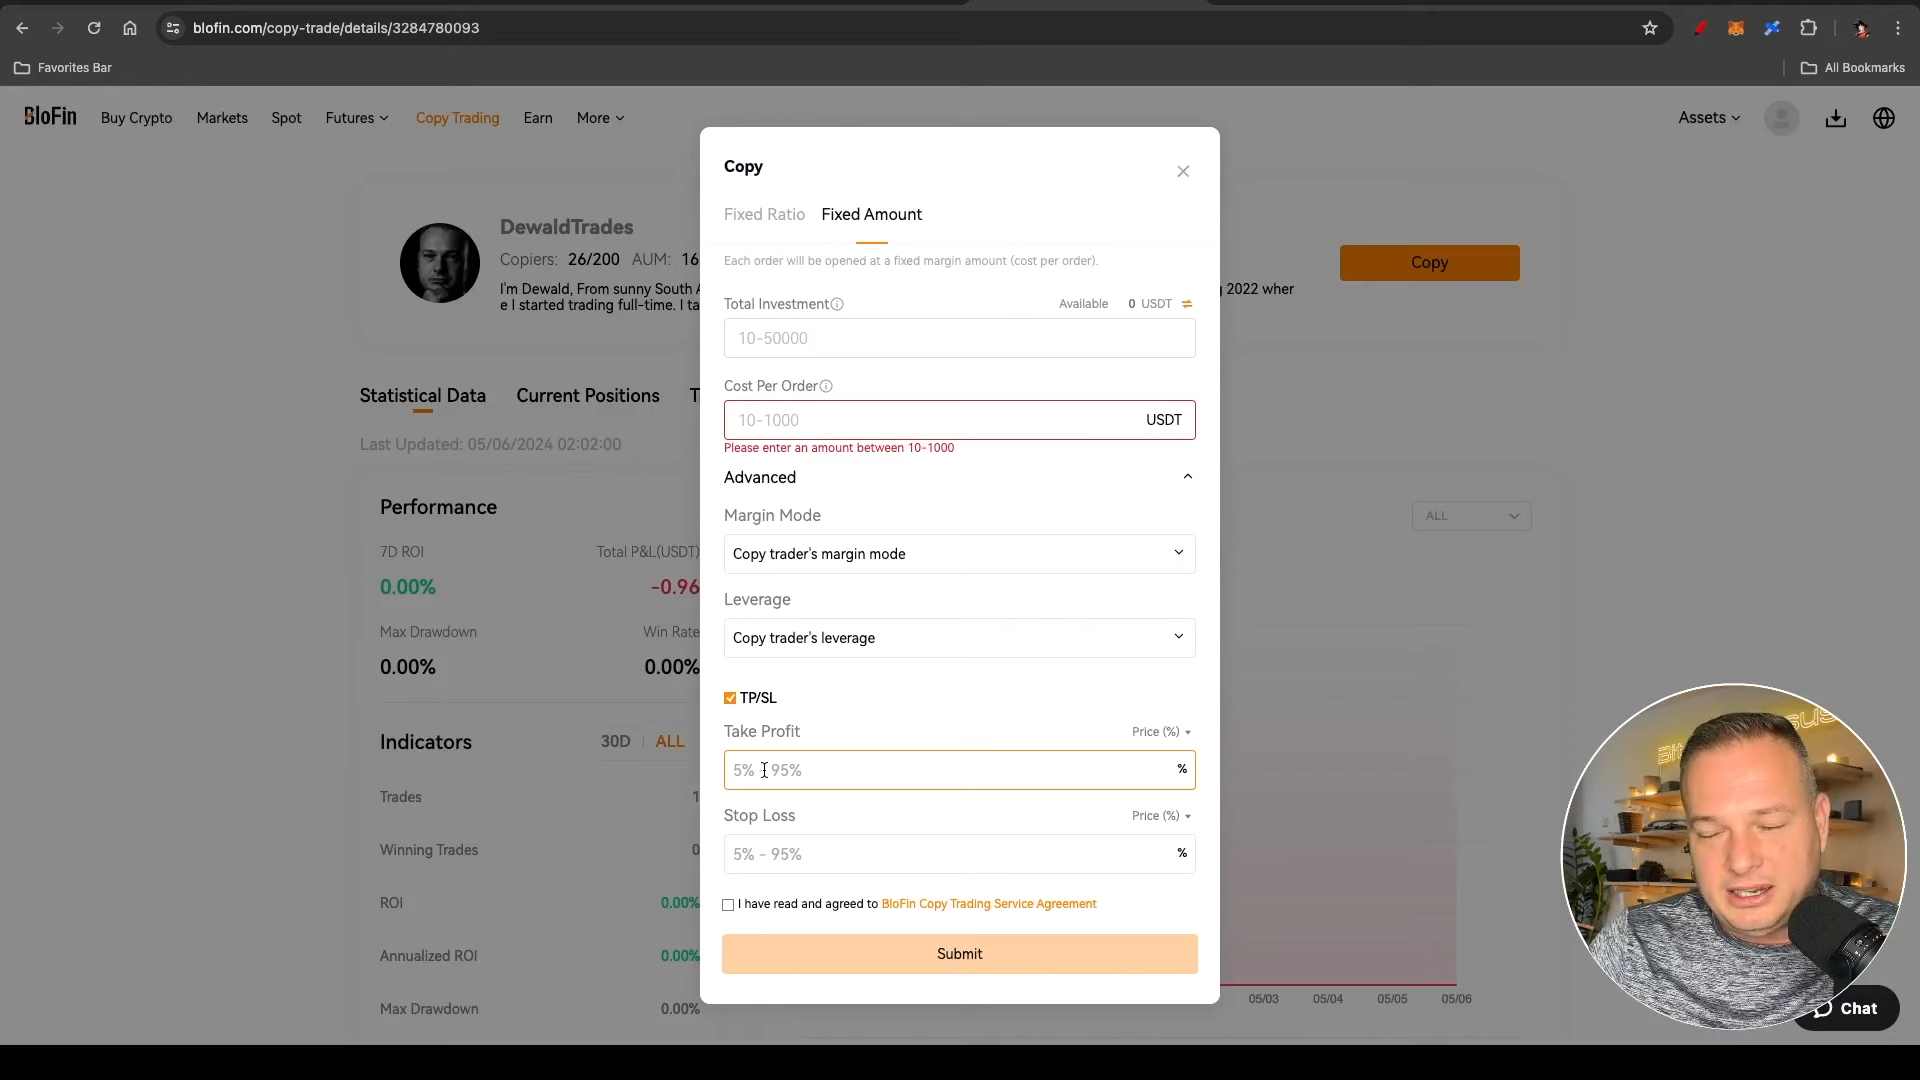 blofin.com/copy-trade/details/3284780093
Favorites Bar
All Bookmarks
BloFin
Buy Crypto
Markets
Spot
Futures
Copy Trading
Earn
More
Assets
DewaldTrades
Copiers: 26/200 AUM: 16
I'm Dewald, From sunny South A
e I started trading full-time. I ta
g 2022 wher
Copy
Statistical Data
Current Positions
T
Last Updated: 05/06/2024 02:02:00
Performance
7D ROI
Total P&L(USDT)
0.00%
-0.96
Max Drawdown
Win Rate
0.00%
0.00%
Indicators
30D
ALL
Trades
1
Winning Trades
0
ROI
0.00%
Annualized ROI
0.00%
Max Drawdown
0.00%
Copy
Fixed Ratio
Fixed Amount
Each order will be opened at a fixed margin amount (cost per order).
Total Investment
Available 0 USDT
10-50000
Cost Per Order
10-1000
USDT
Please enter an amount between 10-1000
Advanced
Margin Mode
Copy trader's margin mode
Leverage
Copy trader's leverage
TP/SL
Take Profit
Price (%)
5% - 95%
%
Stop Loss
Price (%)
5% - 95%
%
I have read and agreed to BloFin Copy Trading Service Agreement
Submit
ALL
05/03
05/04
05/05
05/06
Chat